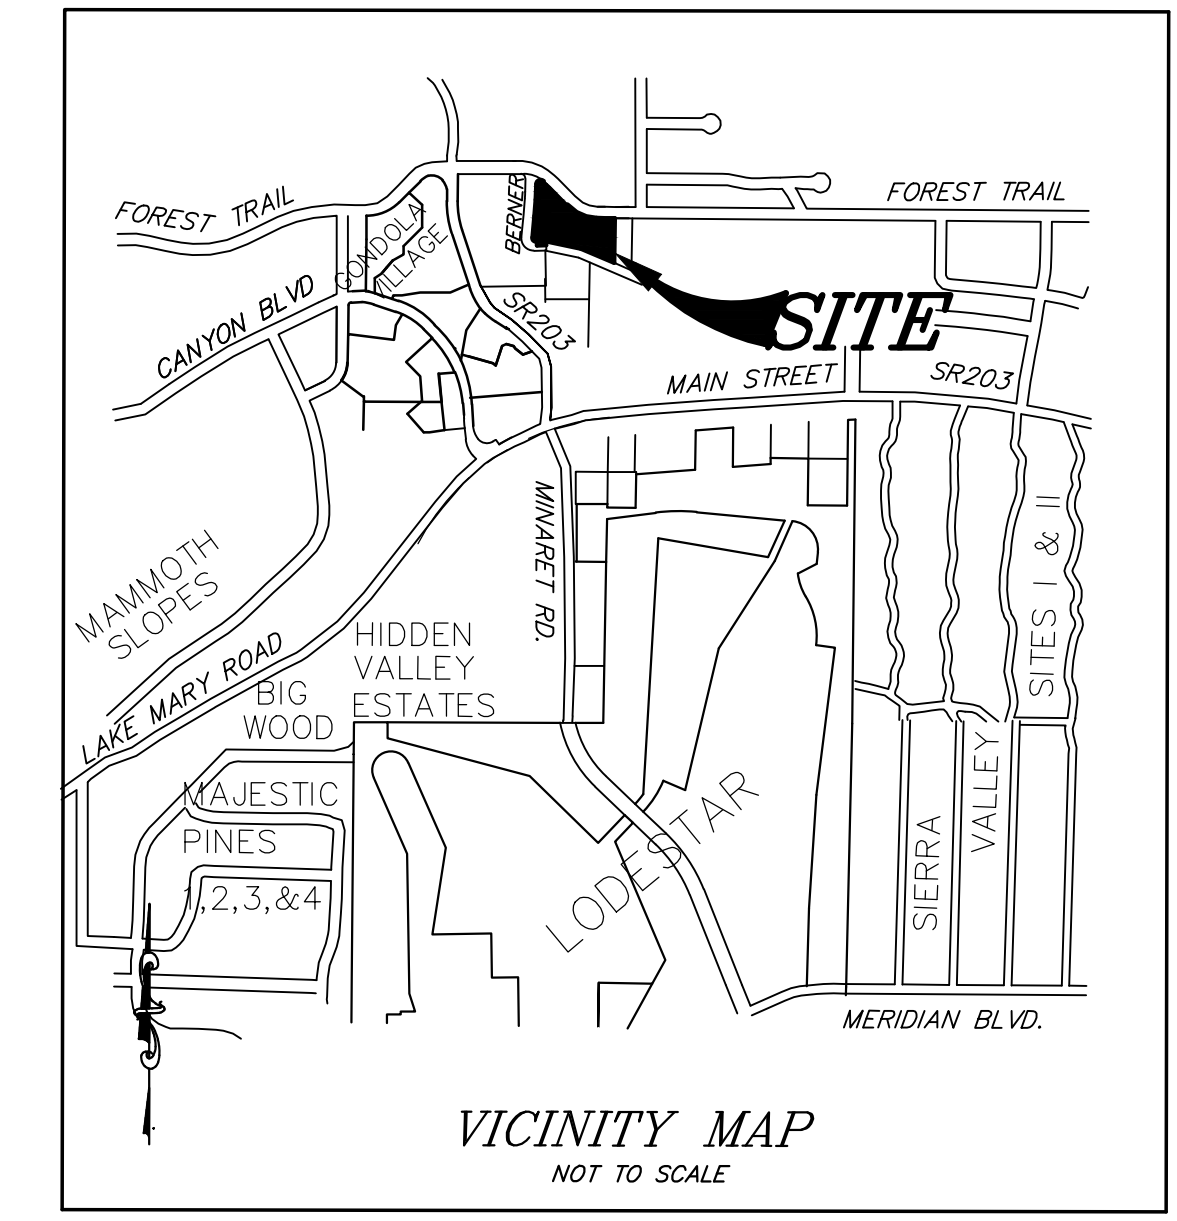 FOREST TRAIL
FOREST TRAIL
BERNER
GONDOLA
VILLAGE
CANYON BLVD
SR203
SITE
MAIN STREET
SR203
MINARET RD.
MAMMOTH
SLOPES
SITES I & II
HIDDEN
VALLEY
ESTATES
LAKE MARY ROAD
BIG
WOOD
MAJESTIC
PINES
1,2,3,&4
LODESTAR
SIERRA
VALLEY
MERIDIAN BLVD.
VICINITY MAP
NOT TO SCALE